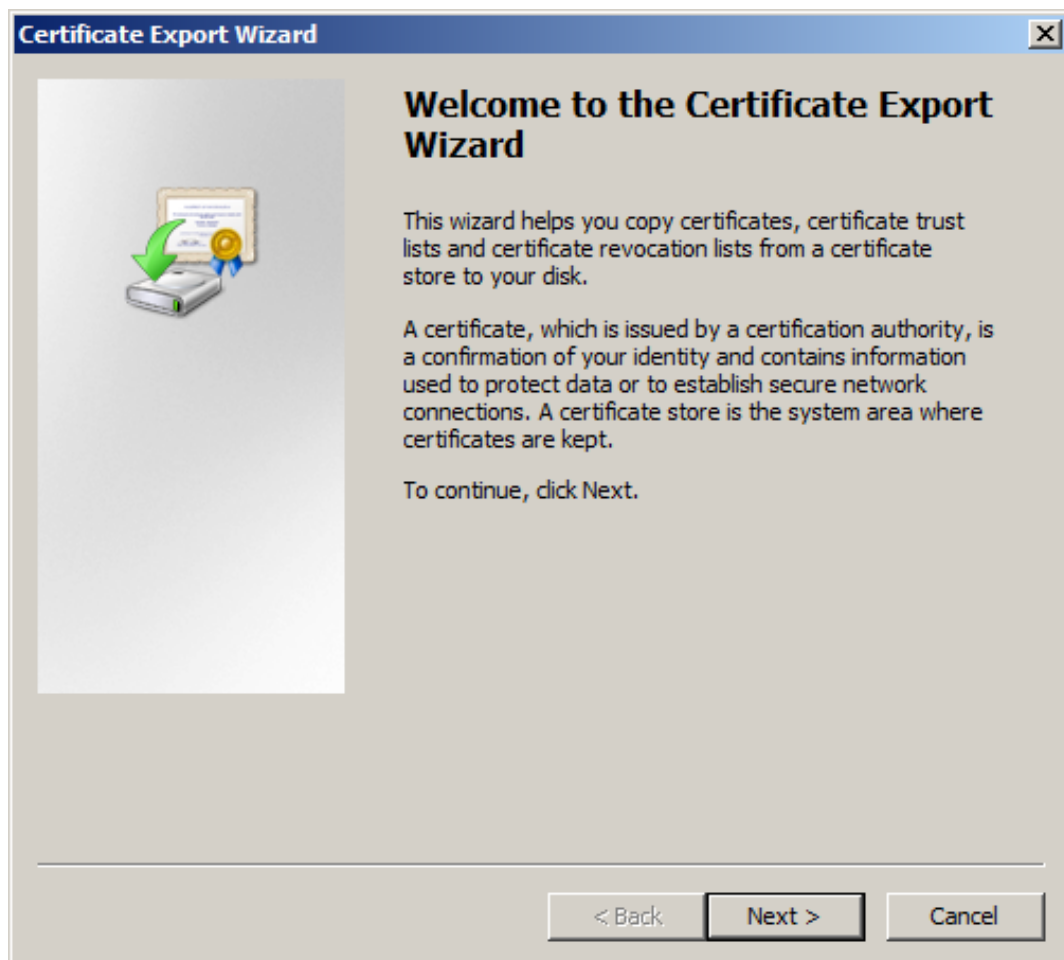 Certificate Export Wizard
Welcome to the Certificate Export
Wizard
This wizard helps you copy certificates, certificate trust
lists and certificate revocation lists from a certificate
store to your disk.
A certificate, which is issued by a certification authority, is
a confirmation of your identity and contains information
used to protect data or to establish secure network
connections. A certificate store is the system area where
certificates are kept.
To continue, click Next.
< Back
Next >
Cancel